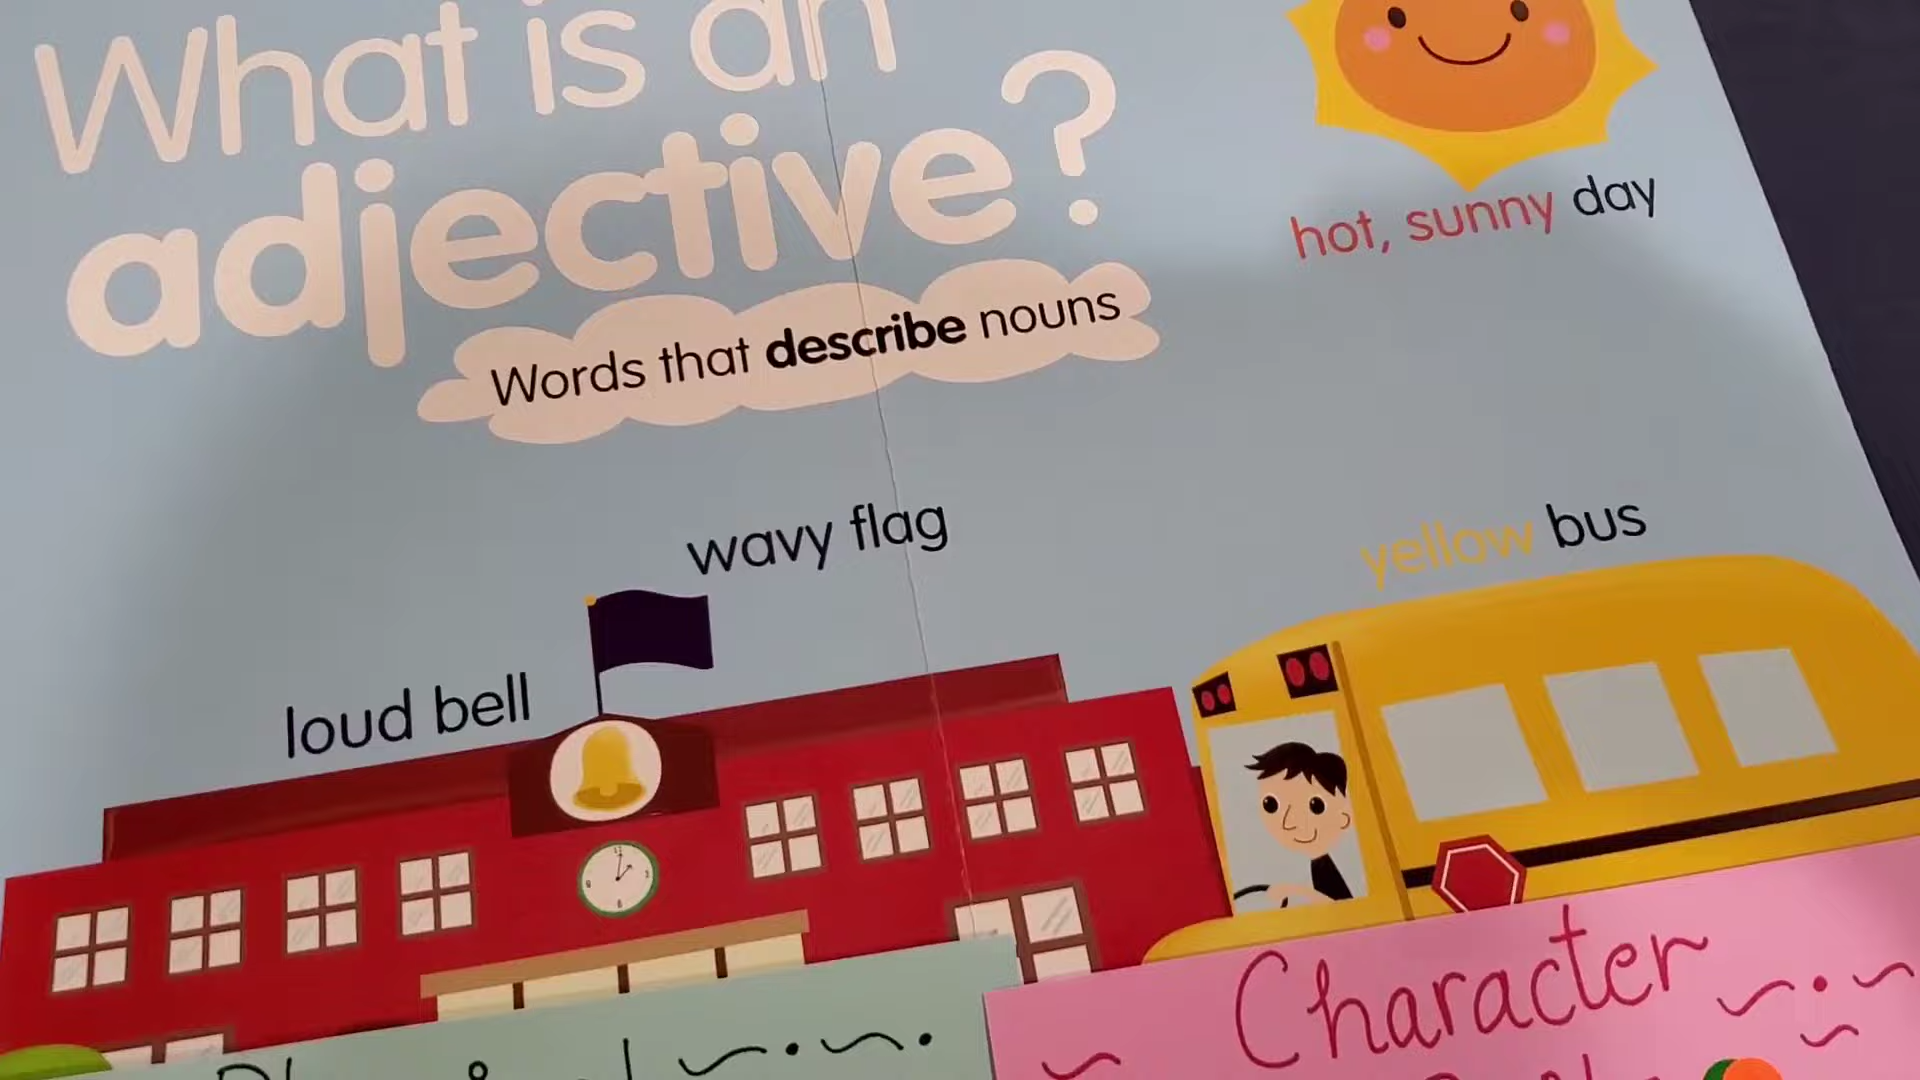 What is an
adjective?
Words that describe nouns
hot, sunny day
wavy flag
yellow bus
loud bell
Character